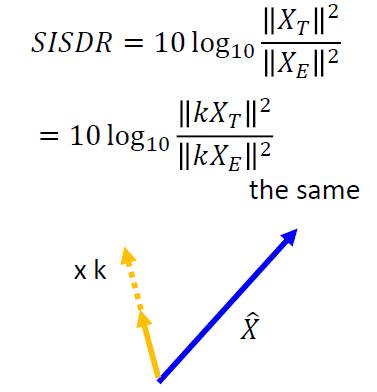 SISDR = 10 log₁₀ ‖X_T‖² / ‖X_E‖²
= 10 log₁₀ ‖kX_T‖² / ‖kX_E‖²
the same
x k
X̂